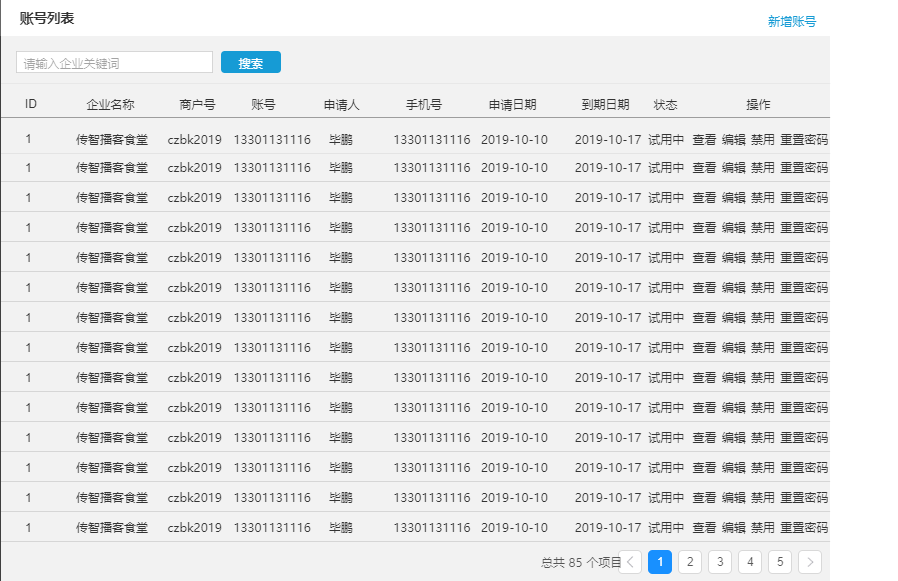 账号列表
新增账号
请输入企业关键词 搜索
ID 企业名称 商户号 账号 申请人 手机号 申请日期 到期日期 状态 操作
1 传智播客食堂 czbk2019 13301131116 毕鹏 13301131116 2019-10-10 2019-10-17 试用中 查看 编辑 禁用 重置密码
1 传智播客食堂 czbk2019 13301131116 毕鹏 13301131116 2019-10-10 2019-10-17 试用中 查看 编辑 禁用 重置密码
1 传智播客食堂 czbk2019 13301131116 毕鹏 13301131116 2019-10-10 2019-10-17 试用中 查看 编辑 禁用 重置密码
1 传智播客食堂 czbk2019 13301131116 毕鹏 13301131116 2019-10-10 2019-10-17 试用中 查看 编辑 禁用 重置密码
1 传智播客食堂 czbk2019 13301131116 毕鹏 13301131116 2019-10-10 2019-10-17 试用中 查看 编辑 禁用 重置密码
1 传智播客食堂 czbk2019 13301131116 毕鹏 13301131116 2019-10-10 2019-10-17 试用中 查看 编辑 禁用 重置密码
1 传智播客食堂 czbk2019 13301131116 毕鹏 13301131116 2019-10-10 2019-10-17 试用中 查看 编辑 禁用 重置密码
1 传智播客食堂 czbk2019 13301131116 毕鹏 13301131116 2019-10-10 2019-10-17 试用中 查看 编辑 禁用 重置密码
1 传智播客食堂 czbk2019 13301131116 毕鹏 13301131116 2019-10-10 2019-10-17 试用中 查看 编辑 禁用 重置密码
1 传智播客食堂 czbk2019 13301131116 毕鹏 13301131116 2019-10-10 2019-10-17 试用中 查看 编辑 禁用 重置密码
1 传智播客食堂 czbk2019 13301131116 毕鹏 13301131116 2019-10-10 2019-10-17 试用中 查看 编辑 禁用 重置密码
1 传智播客食堂 czbk2019 13301131116 毕鹏 13301131116 2019-10-10 2019-10-17 试用中 查看 编辑 禁用 重置密码
1 传智播客食堂 czbk2019 13301131116 毕鹏 13301131116 2019-10-10 2019-10-17 试用中 查看 编辑 禁用 重置密码
1 传智播客食堂 czbk2019 13301131116 毕鹏 13301131116 2019-10-10 2019-10-17 试用中 查看 编辑 禁用 重置密码
总共 85 个项目 < 1 2 3 4 5 >